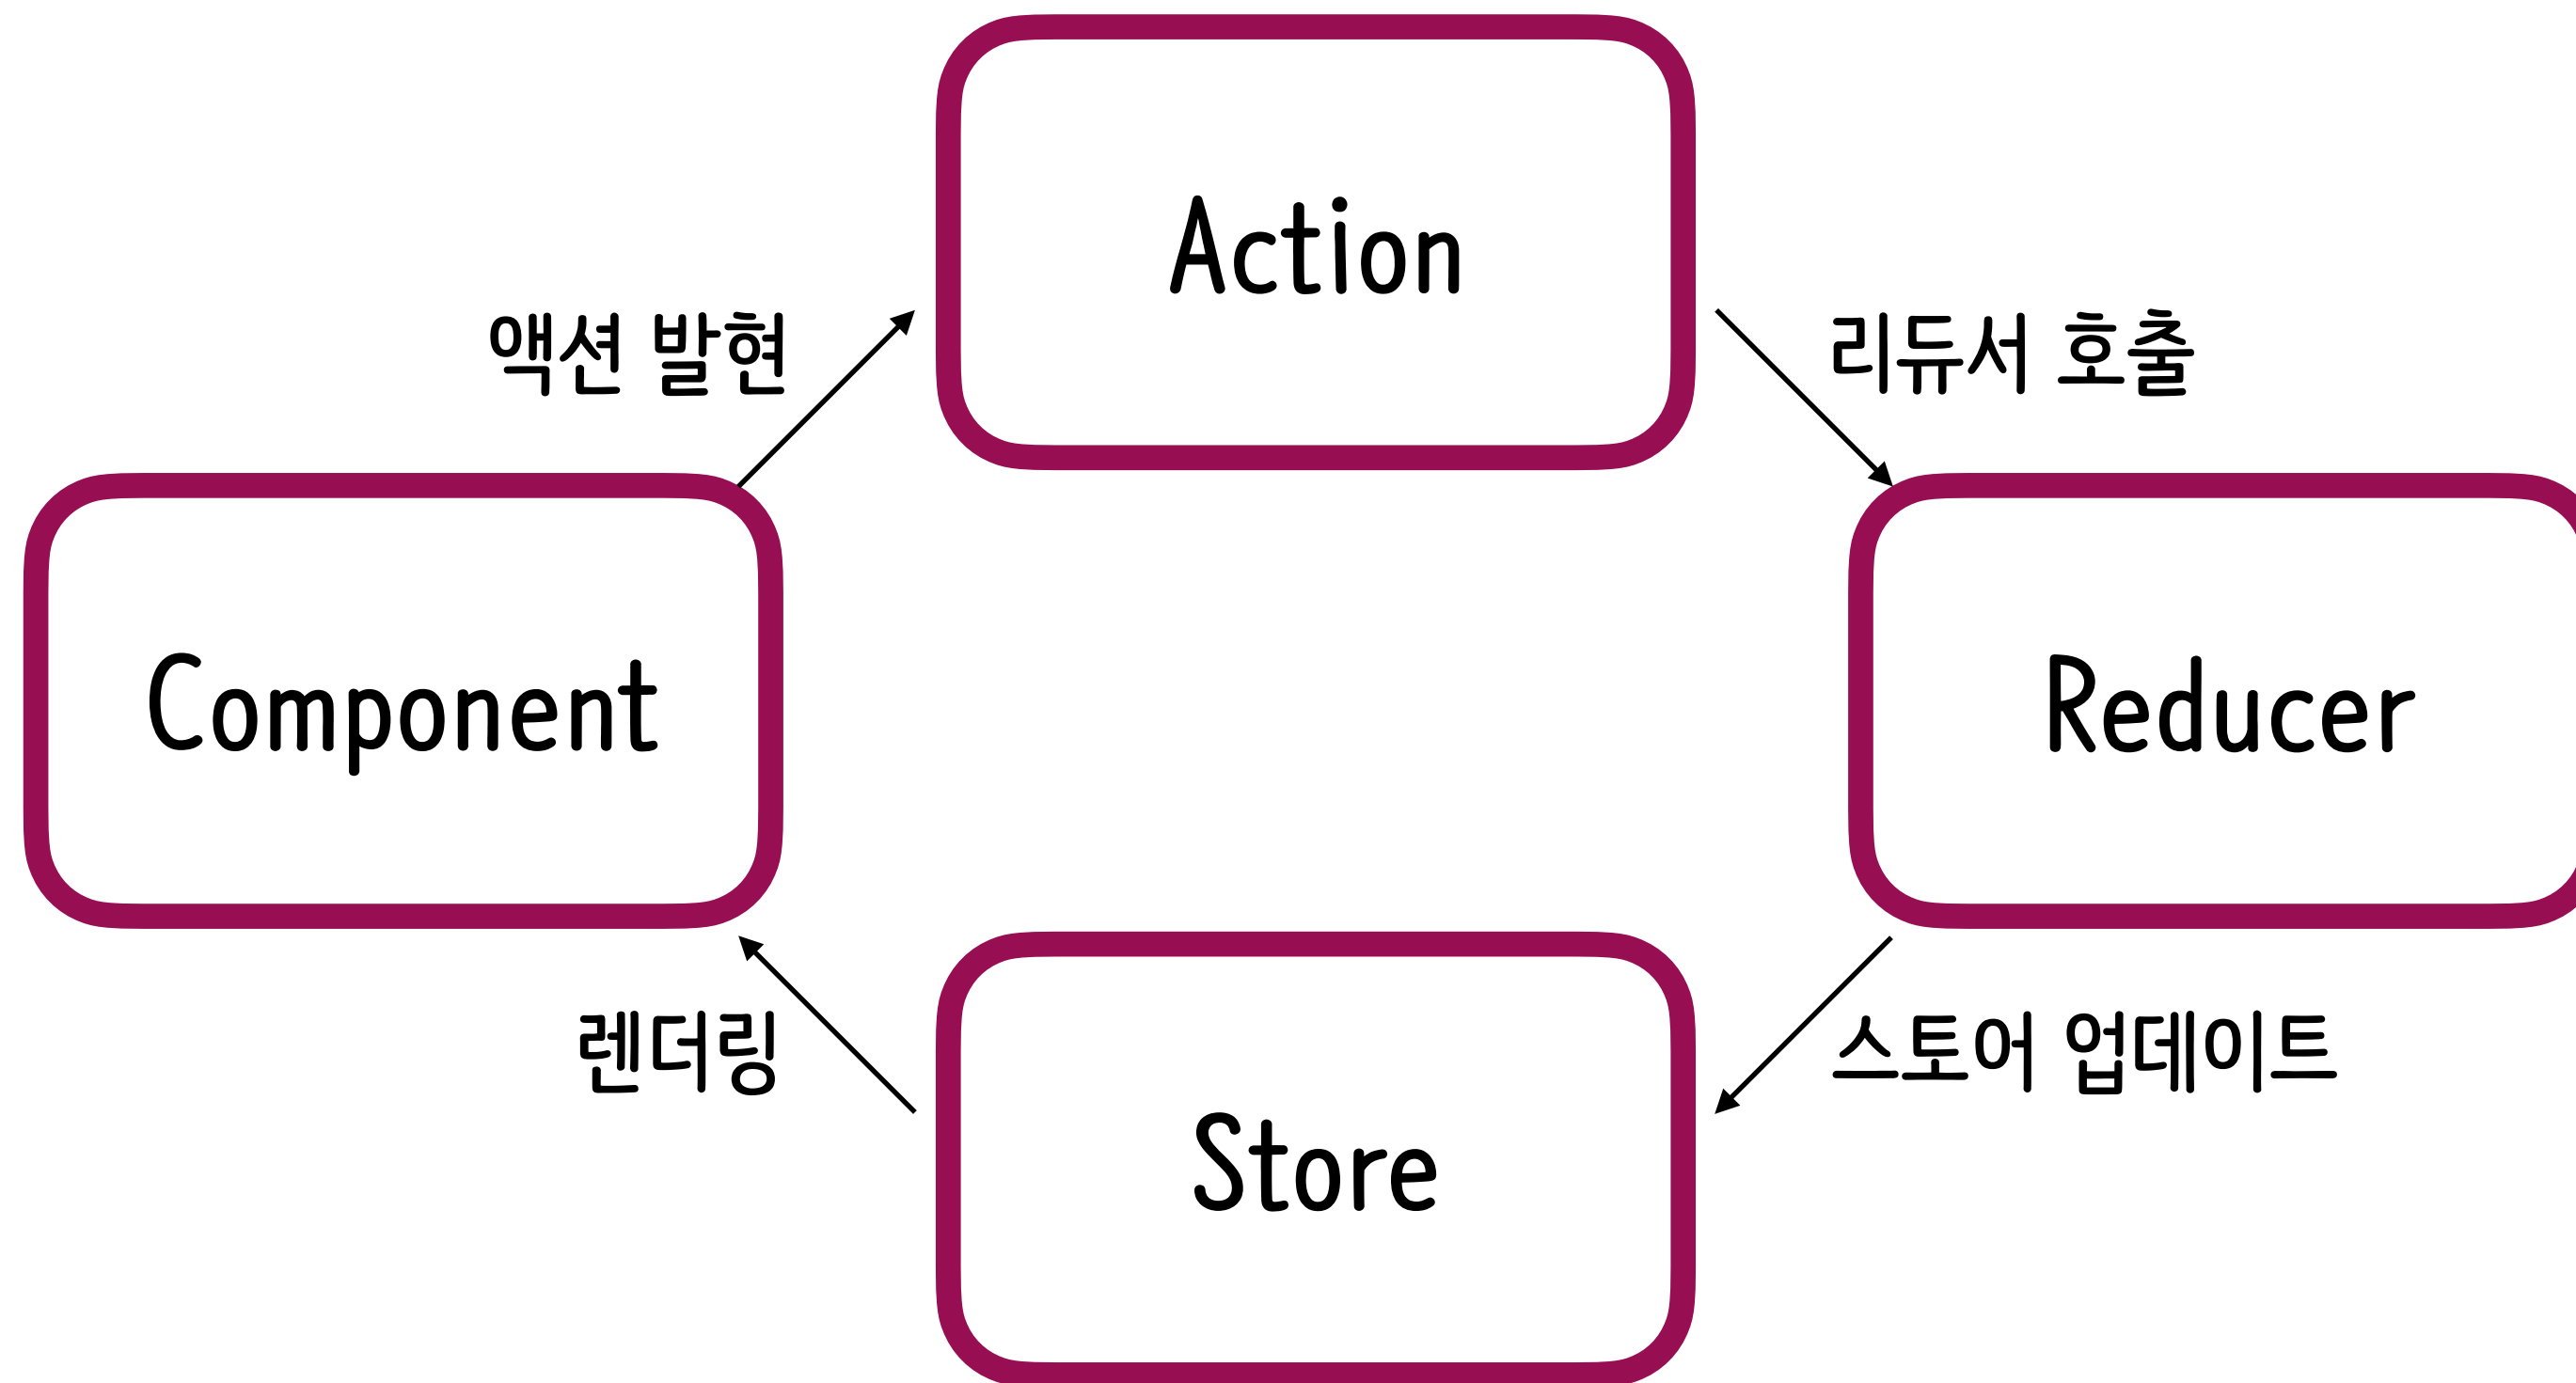 Action
액션 발현
리듀서 호출
Component
Reducer
렌더링
스토어 업데이트
Store